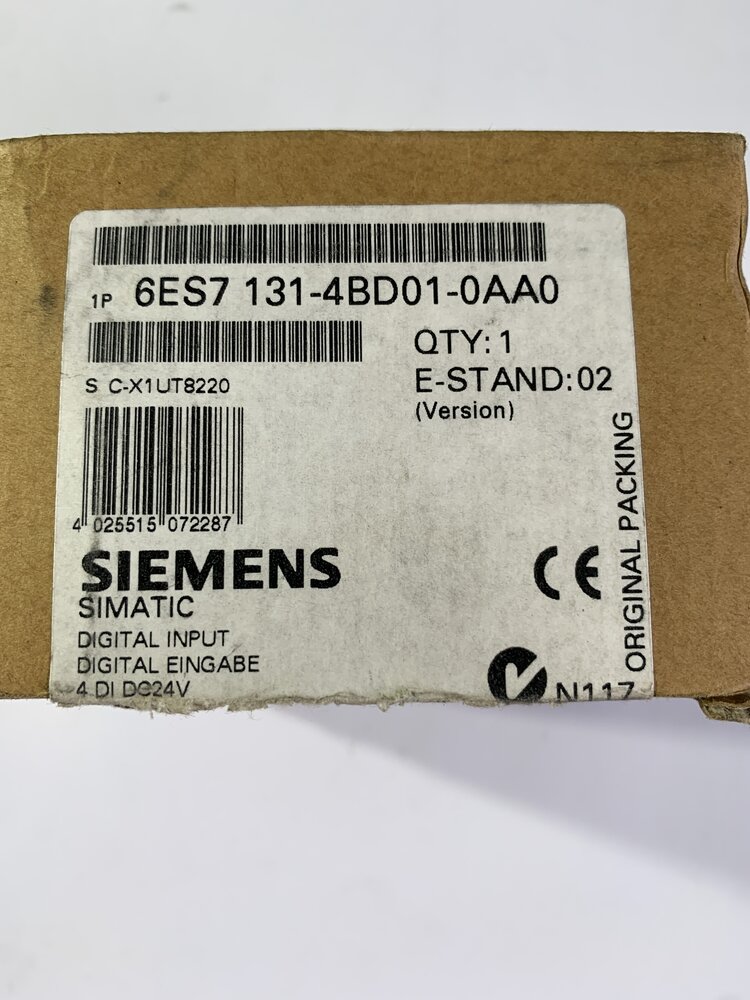 1P 6ES7 131-4BD01-0AA0
QTY: 1
S C-X1UT8220
E-STAND:02
(Version)
4 025515 072287
ORIGINAL PACKING
SIEMENS
CE
SIMATIC
DIGITAL INPUT
DIGITAL EINGABE
4 DI DC24V
N117